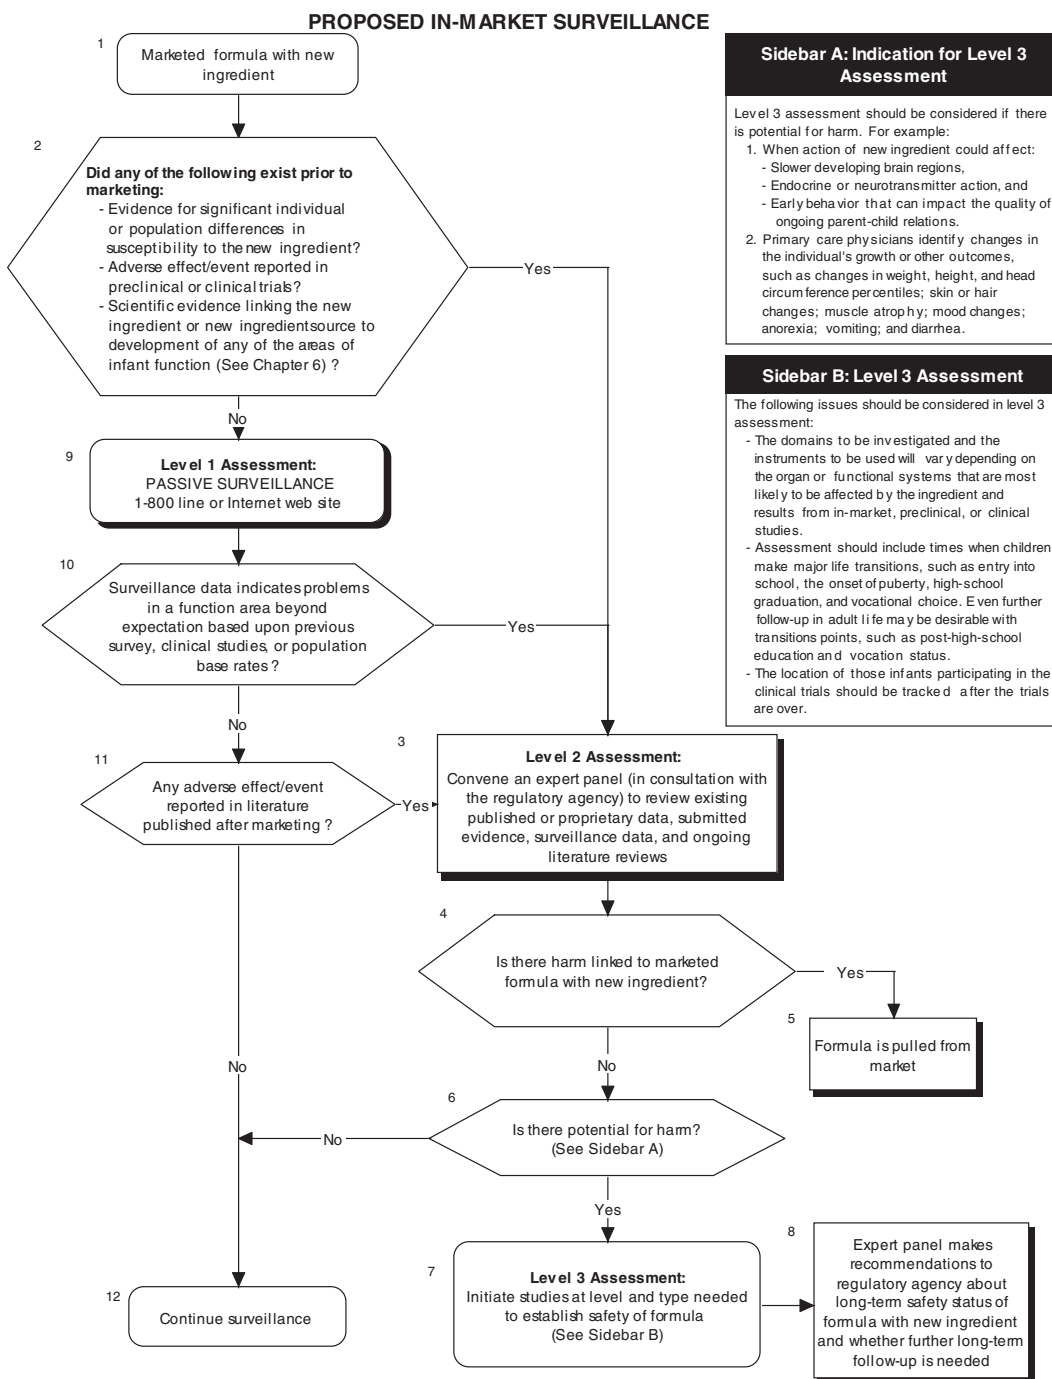 PROPOSED IN-MARKET SURVEILLANCE
1
Marketed formula with new
ingredient
2
Did any of the following exist prior to
marketing:
- Evidence for significant individual
or population differences in
susceptibility to the new ingredient?
- Adverse effect/event reported in
preclinical or clinical trials?
- Scientific evidence linking the new
ingredient or new ingredient source to
development of any of the areas of
infant function (See Chapter 6) ?
Yes
No
9
Level 1 Assessment:
PASSIVE SURVEILLANCE
1-800 line or Internet web site
10
Surveillance data indicates problems
in a function area beyond
expectation based upon previous
survey, clinical studies, or population
base rates ?
Yes
No
11
Any adverse effect/event
reported in literature
published after marketing ?
Yes
No
3
Level 2 Assessment:
Convene an expert panel (in consultation with
the regulatory agency) to review existing
published or proprietary data, submitted
evidence, surveillance data, and ongoing
literature reviews
4
Is there harm linked to marketed
formula with new ingredient?
Yes
5
Formula is pulled from
market
No
6
Is there potential for harm?
(See Sidebar A)
No
Yes
7
Level 3 Assessment:
Initiate studies at level and type needed
to establish safety of formula
(See Sidebar B)
8
Expert panel makes
recommendations to
regulatory agency about
long-term safety status of
formula with new ingredient
and whether further long-term
follow-up is needed
12
Continue surveillance
Sidebar A: Indication for Level 3
Assessment
Level 3 assessment should be considered if there
is potential for harm. For example:
1. When action of new ingredient could affect:
- Slower developing brain regions,
- Endocrine or neurotransmitter action, and
- Early behavior that can impact the quality of
ongoing parent-child relations.
2. Primary care physicians identify changes in
the individual's growth or other outcomes,
such as changes in weight, height, and head
circumference percentiles; skin or hair
changes; muscle atrophy; mood changes;
anorexia; vomiting; and diarrhea.
Sidebar B: Level 3 Assessment
The following issues should be considered in level 3
assessment:
- The domains to be investigated and the
instruments to be used will vary depending on
the organ or functional systems that are most
likely to be affected by the ingredient and
results from in-market, preclinical, or clinical
studies.
- Assessment should include times when children
make major life transitions, such as entry into
school, the onset of puberty, high-school
graduation, and vocational choice. Even further
follow-up in adult life may be desirable with
transitions points, such as post-high-school
education and vocation status.
- The location of those infants participating in the
clinical trials should be tracked after the trials
are over.